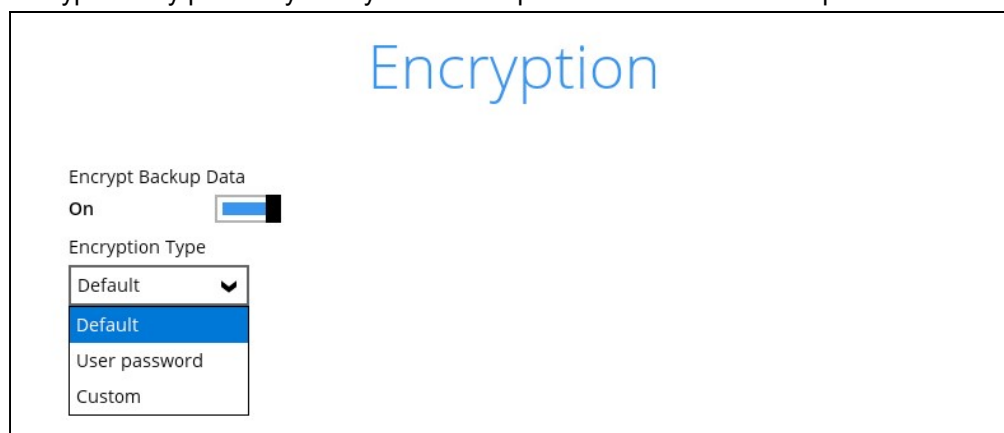 Encryption
Encrypt Backup Data
On
Encryption Type
Default
Default
User password
Custom